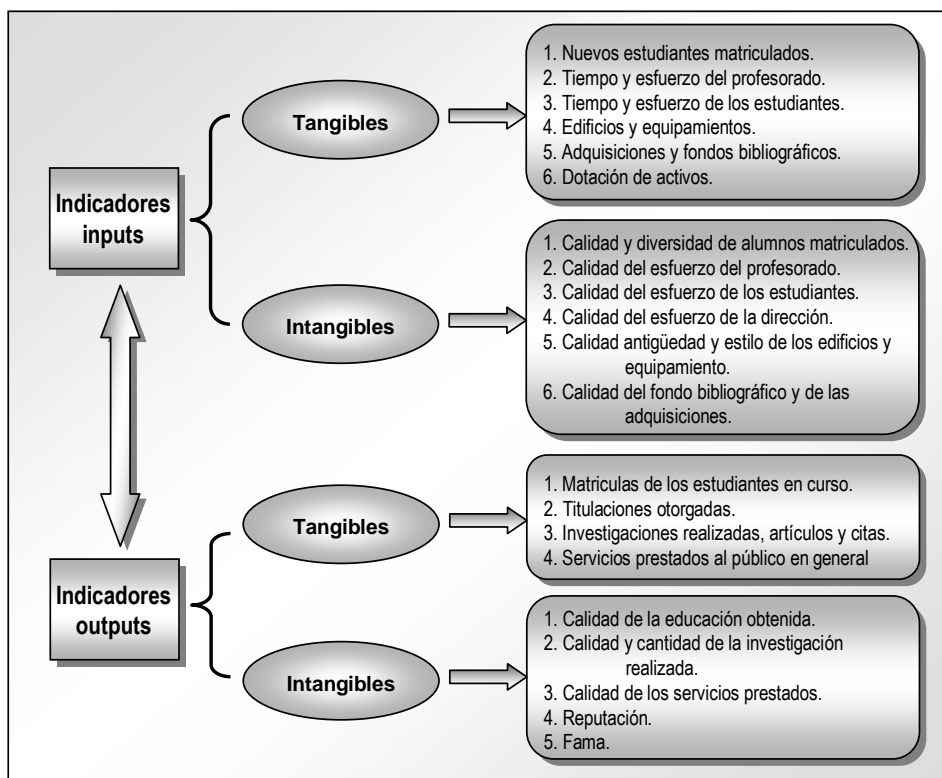 Indicadores
inputs
Tangibles
1. Nuevos estudiantes matriculados.
2. Tiempo y esfuerzo del profesorado.
3. Tiempo y esfuerzo de los estudiantes.
4. Edificios y equipamientos.
5. Adquisiciones y fondos bibliográficos.
6. Dotación de activos.
Intangibles
1. Calidad y diversidad de alumnos matriculados.
2. Calidad del esfuerzo del profesorado.
3. Calidad del esfuerzo de los estudiantes.
4. Calidad del esfuerzo de la dirección.
5. Calidad antigüedad y estilo de los edificios y
equipamiento.
6. Calidad del fondo bibliográfico y de las
adquisiciones.
Indicadores
outputs
Tangibles
1. Matriculas de los estudiantes en curso.
2. Titulaciones otorgadas.
3. Investigaciones realizadas, artículos y citas.
4. Servicios prestados al público en general
Intangibles
1. Calidad de la educación obtenida.
2. Calidad y cantidad de la investigación
realizada.
3. Calidad de los servicios prestados.
4. Reputación.
5. Fama.